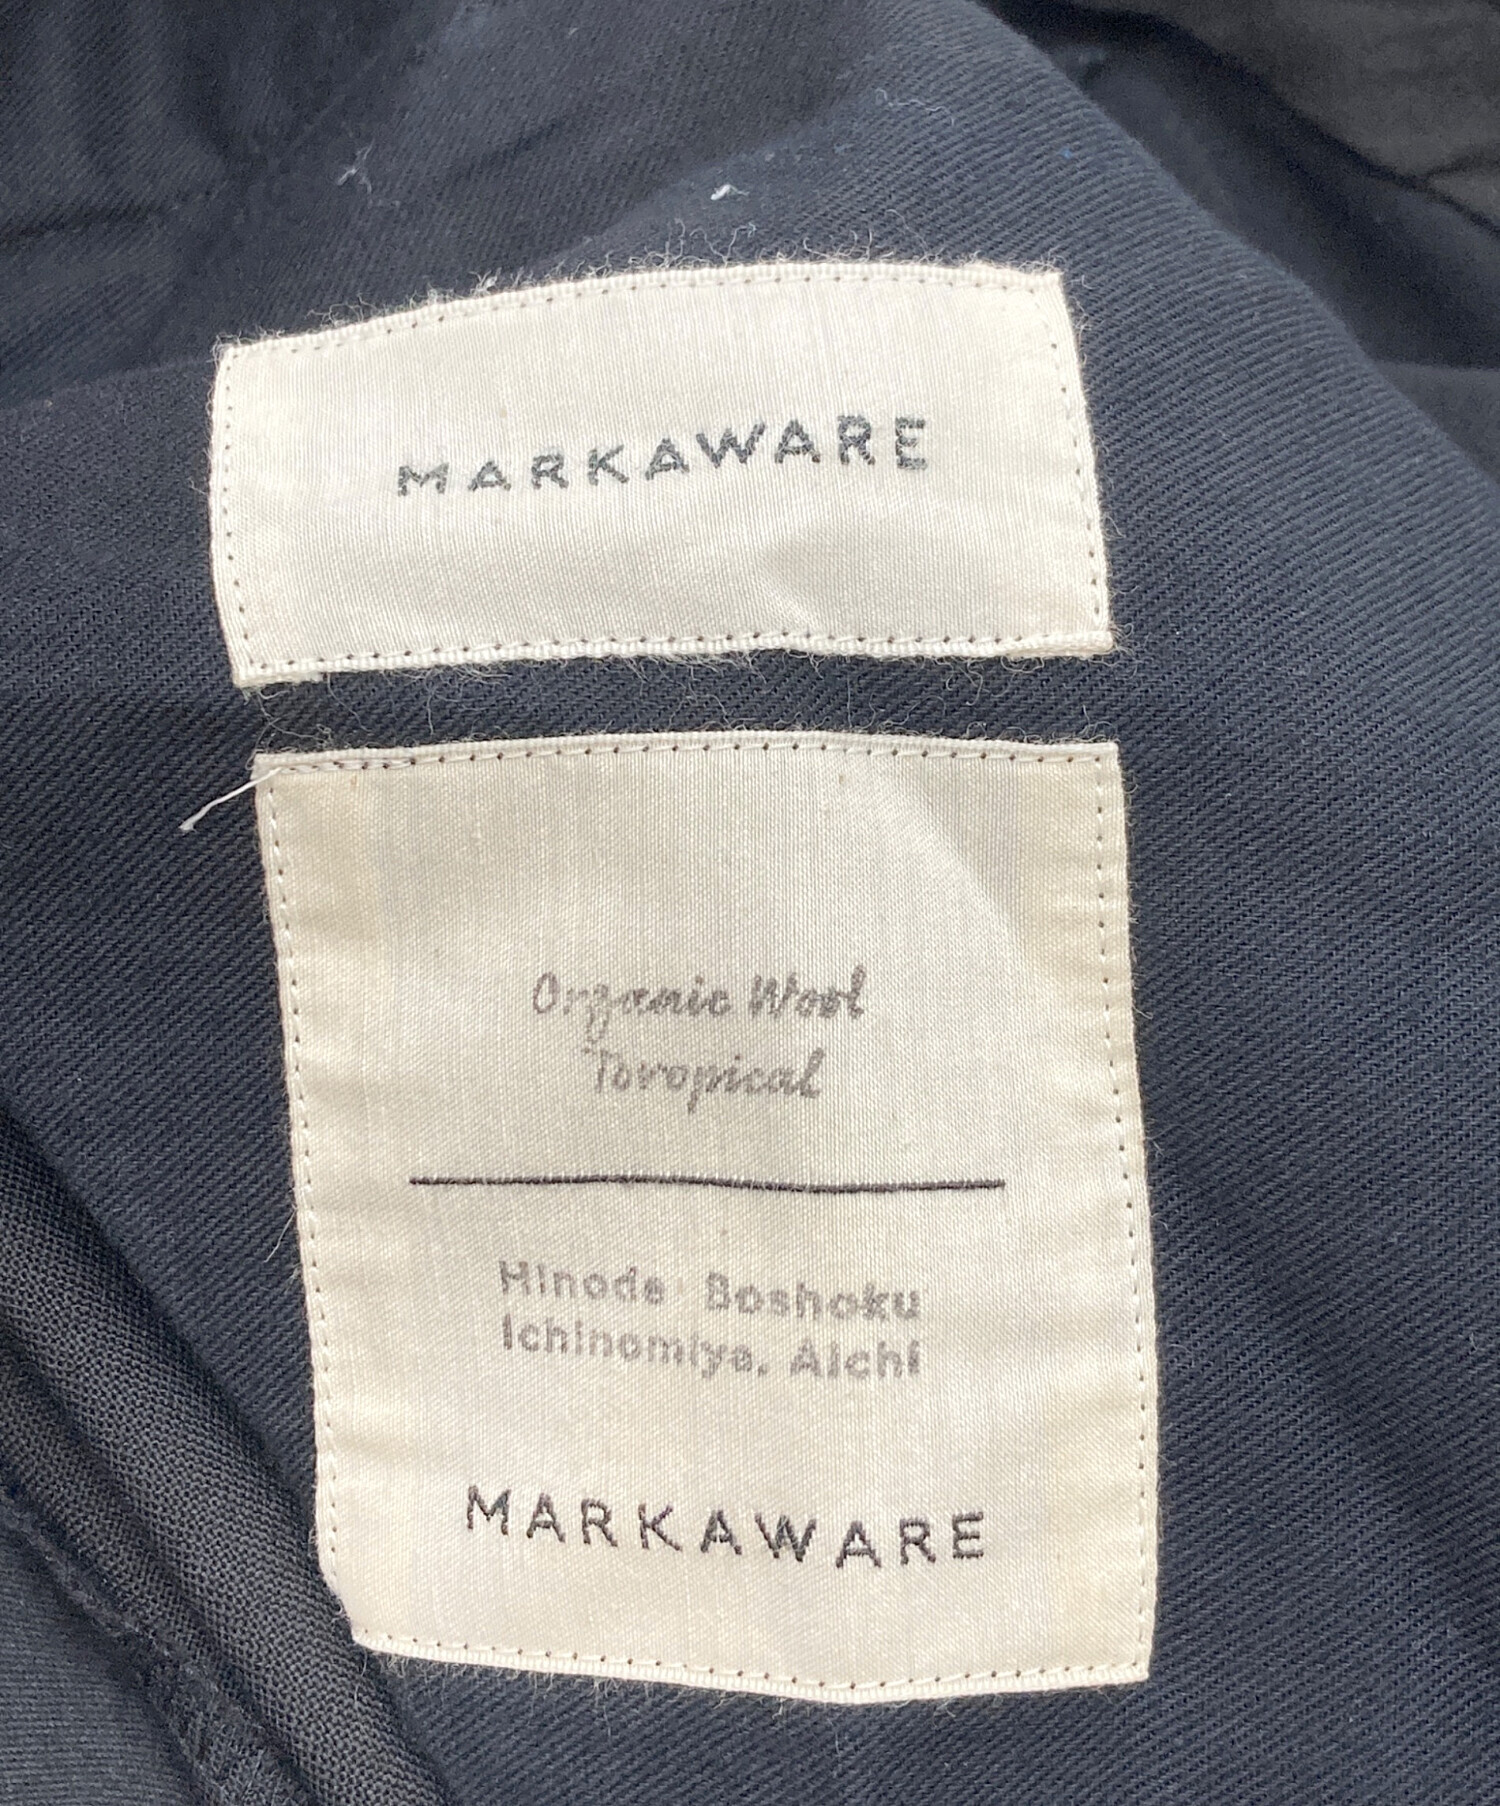 MARKAWARE
Organic Wool
Toropical
Hinode Boshoku
Ichinomiya, Aichi
MARKAWARE